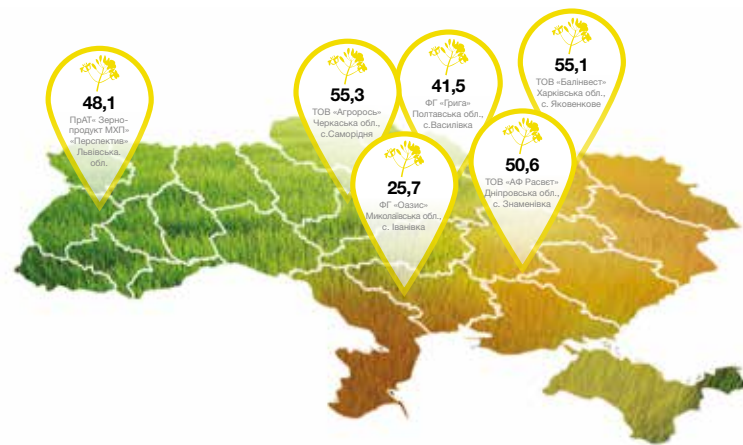 48,1
ПрАТ« Зерно-
продукт МХП»
«Перспектив»
Львівська.
обл.
55,3
ТОВ «Агрорось»
Черкаська обл.,
с.Саморідня
41,5
ФГ «Грига»
Полтавська обл.,
с.Василівка
55,1
ТОВ «Балінвест»
Харківська обл.,
с. Яковенкове
25,7
ФГ «Оазис»
Миколаївська обл.,
с. Іванівка
50,6
ТОВ «АФ Расвєт»
Дніпровська обл.,
с. Знаменівка